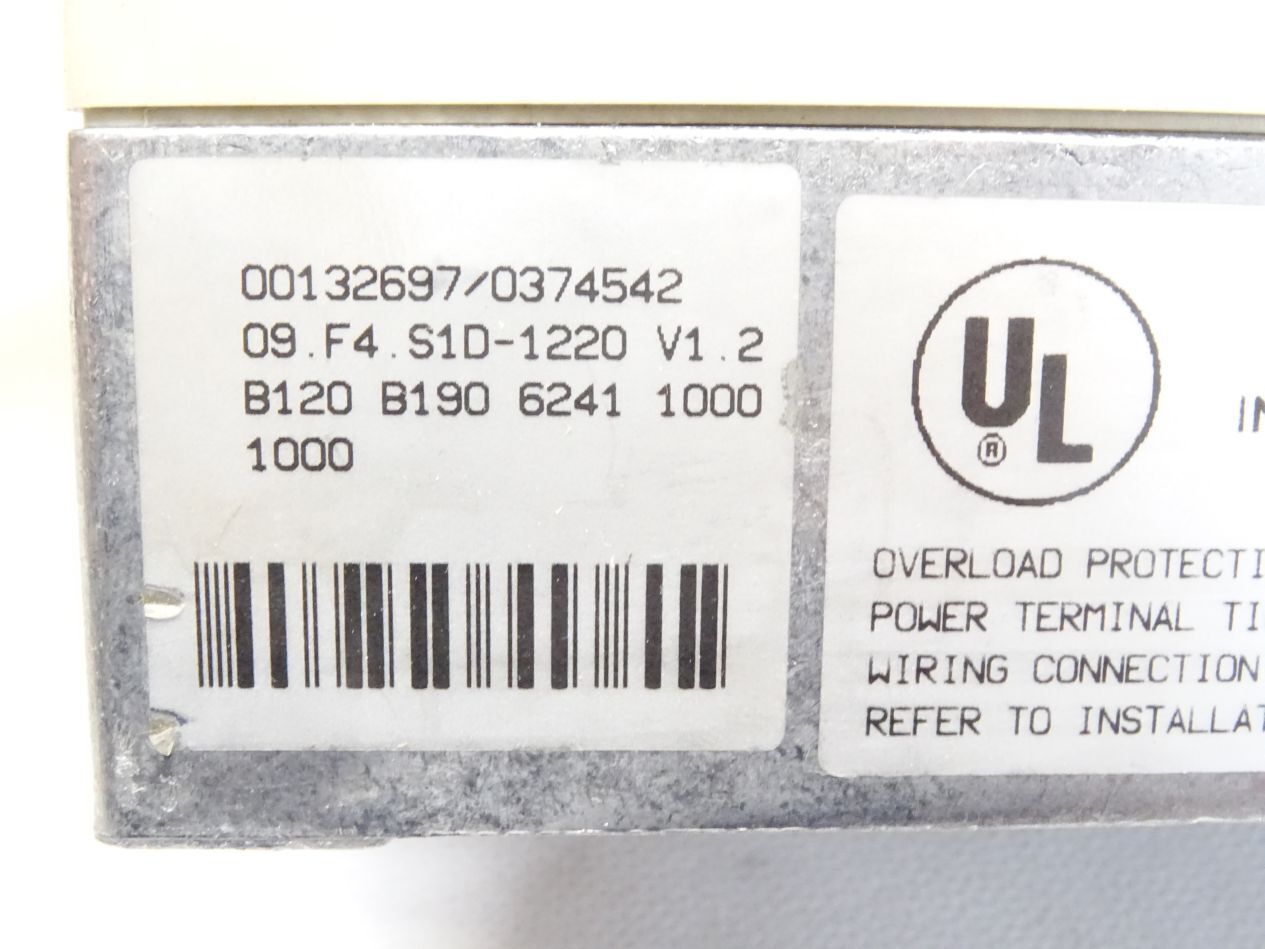 00132697/0374542
09.F4.S1D-1220 V1.2
B120 B190 6241 1000
1000
UL
®
OVERLOAD PROTECTI
POWER TERMINAL TI
WIRING CONNECTION
REFER TO INSTALLAT